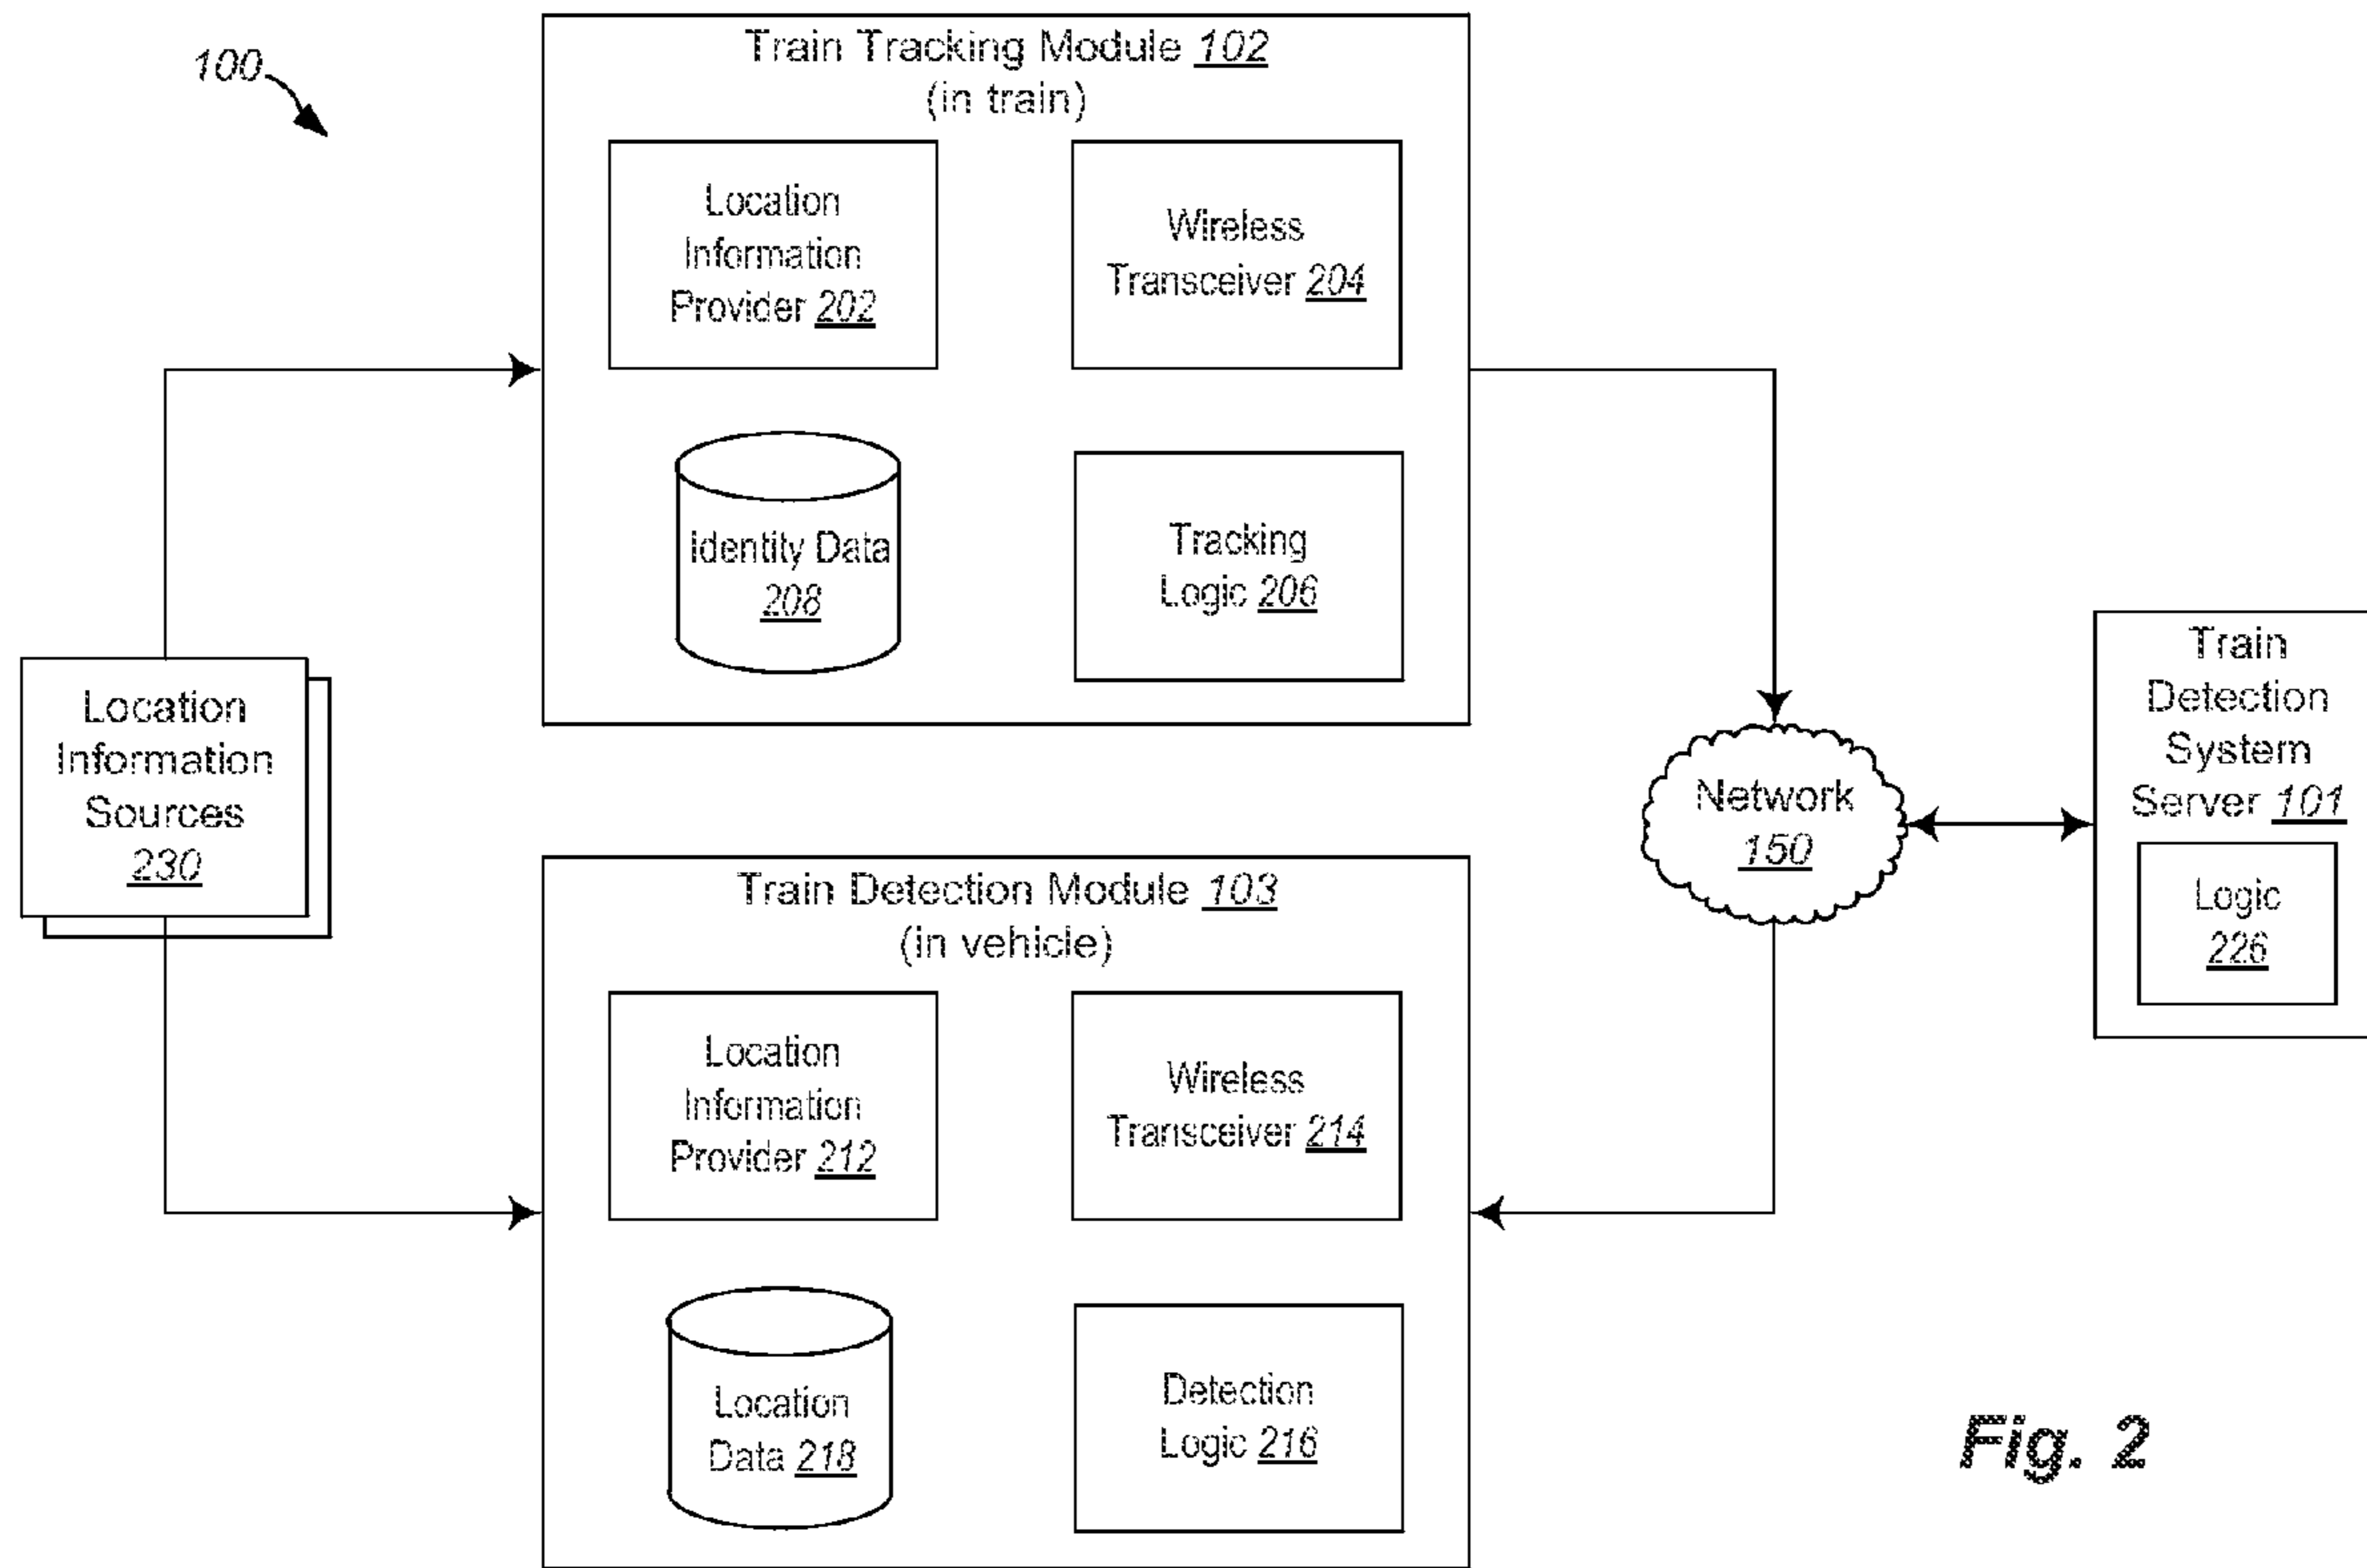 100
Train Tracking Module 102
(in train)
Location
Information
Provider 202
Wireless
Transceiver 204
Identity Data
208
Tracking
Logic 206
Location
Information
Sources
230
Train Detection Module 103
(in vehicle)
Location
Information
Provider 212
Wireless
Transceiver 214
Location
Data 218
Detection
Logic 216
Network
150
Train
Detection
System
Server 101
Logic
226
Fig. 2